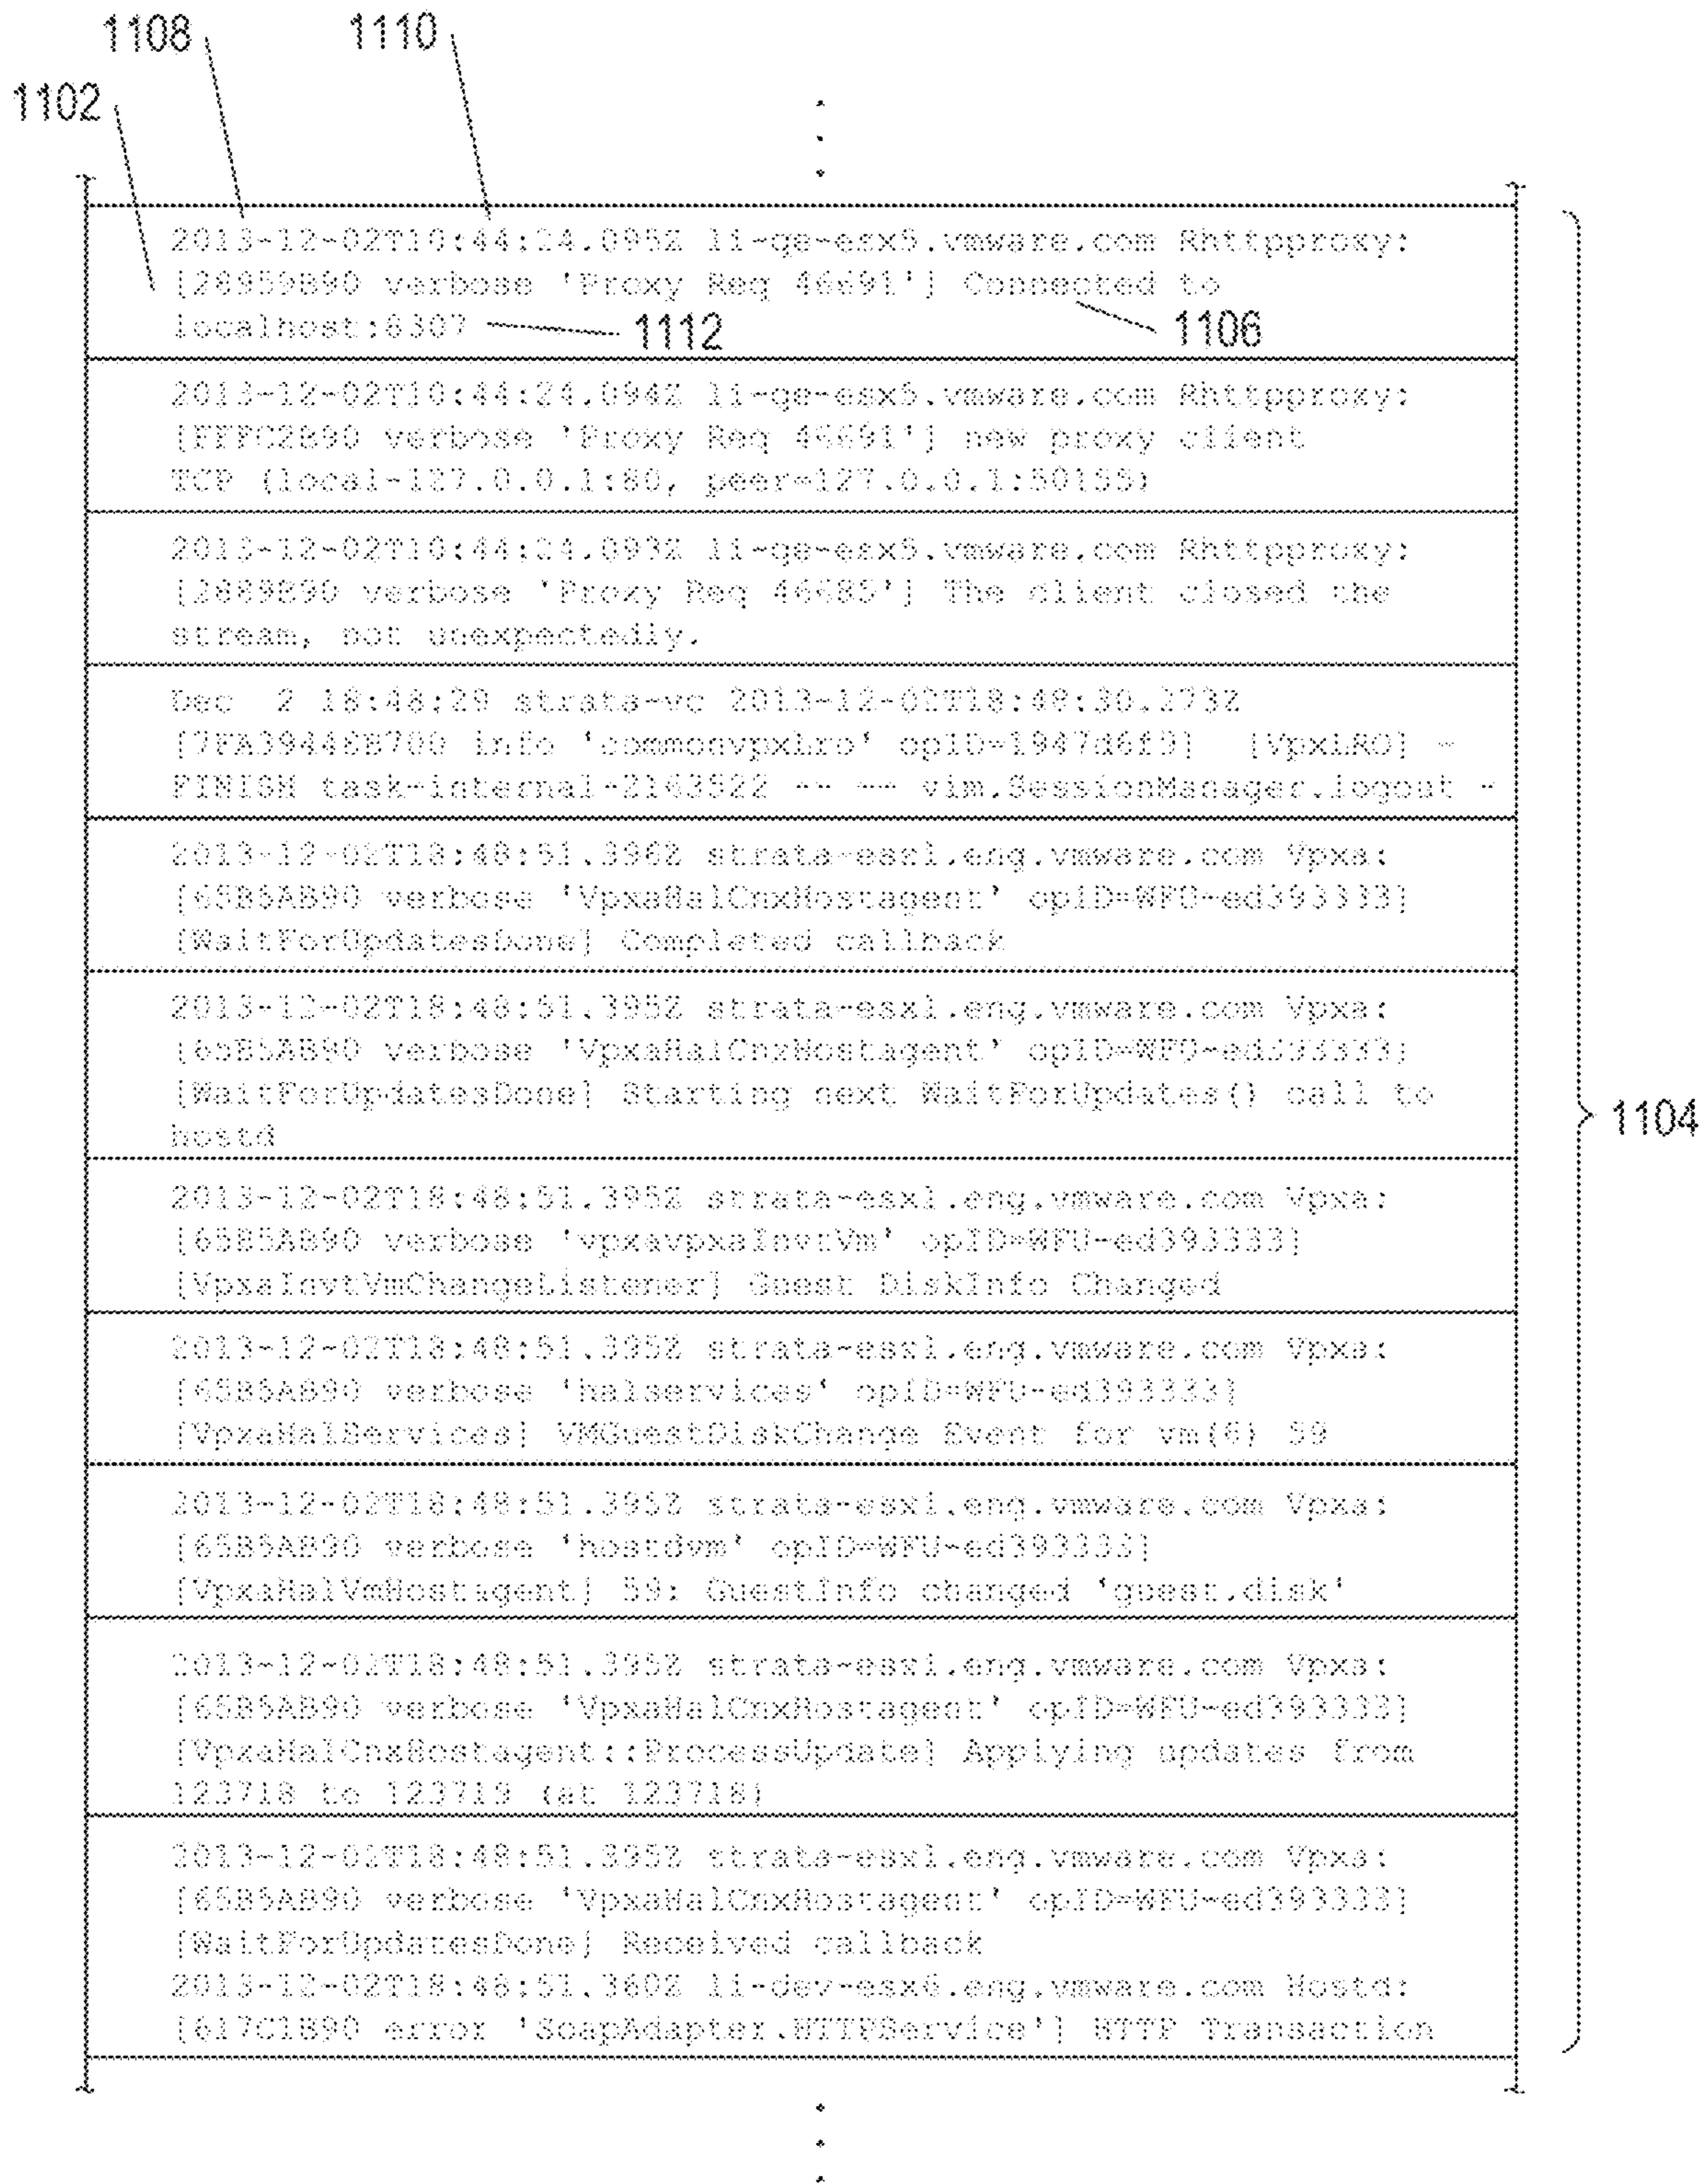 1108
1110
1102
2013-12-02T10:44:24.095Z li-qe-esx5.vmware.com Rhttpproxy:
[28959B90 verbose 'Proxy Req 46691'] Connected to
localhost:8307
1112
1106
2013-12-02T10:44:24.094Z li-qe-esx5.vmware.com Rhttpproxy:
[FFFC2B90 verbose 'Proxy Req 46691'] new proxy client
TCP (local=127.0.0.1:80, peer=127.0.0.1:50155)
2013-12-02T10:44:24.093Z li-qe-esx5.vmware.com Rhttpproxy:
[2889B90 verbose 'Proxy Req 46685'] The client closed the
stream, not unexpectedly.
Dec 2 18:48:29 strata-vc 2013-12-02T18:48:30.273Z
[7FA39446B700 info 'commonvpxLro' opID=1947d6f9] [VpxLRO] -
FINISH task-internal-2163522 -- -- vim.SessionManager.logout -
2013-12-02T18:48:51.396Z strata-esx1.eng.vmware.com Vpxa:
[65B5AB90 verbose 'VpxaHalCnxHostagent' opID=WFU-ed393333]
[WaitForUpdatesDone] Completed callback
2013-12-02T18:48:51.395Z strata-esx1.eng.vmware.com Vpxa:
[65B5AB90 verbose 'VpxaHalCnxHostagent' opID=WFU-ed393333]
[WaitForUpdatesDone] Starting next WaitForUpdates() call to
hostd
1104
2013-12-02T18:48:51.395Z strata-esx1.eng.vmware.com Vpxa:
[65B5AB90 verbose 'vpxavpxaInvtVm' opID=WFU-ed393333]
[VpxaInvtVmChangeListener] Guest DiskInfo Changed
2013-12-02T18:48:51.395Z strata-esx1.eng.vmware.com Vpxa:
[65B5AB90 verbose 'halservices' opID=WFU-ed393333]
[VpxaHalServices] VMGuestDiskChange Event for vm(6) 59
2013-12-02T18:48:51.395Z strata-esx1.eng.vmware.com Vpxa:
[65B5AB90 verbose 'hostdvm' opID=WFU-ed393333]
[VpxaHalVmHostagent] 59: GuestInfo changed 'guest.disk'
2013-12-02T18:48:51.395Z strata-esx1.eng.vmware.com Vpxa:
[65B5AB90 verbose 'VpxaHalCnxHostagent' opID=WFU-ed393333]
[VpxaHalCnxHostagent::ProcessUpdate] Applying updates from
123718 to 123719 (at 123718)
2013-12-02T18:48:51.395Z strata-esx1.eng.vmware.com Vpxa:
[65B5AB90 verbose 'VpxaHalCnxHostagent' opID=WFU-ed393333]
[WaitForUpdatesDone] Received callback
2013-12-02T18:48:51.360Z li-dev-esx6.eng.vmware.com Hostd:
[617C1B90 error 'SoapAdapter.HTTPService'] HTTP Transaction